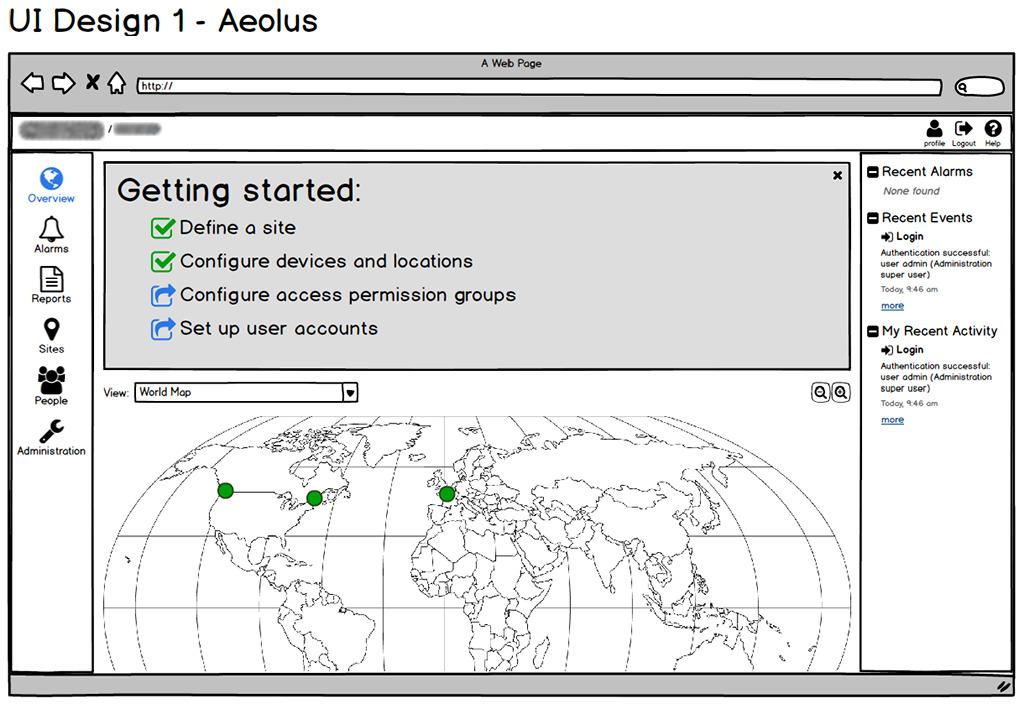 UI Design 1 - Aeolus
A Web Page
http://
/
profile
Logout
Help
Overview
Alarms
Reports
Sites
People
Administration
Getting started:
Define a site
Configure devices and locations
Configure access permission groups
Set up user accounts
View:
World Map
Recent Alarms
None found
Recent Events
Login
Authentication successful:
user admin (Administration
super user)
Today, 9:46 am
more
My Recent Activity
Login
Authentication successful:
user admin (Administration
super user)
Today, 9:46 am
more